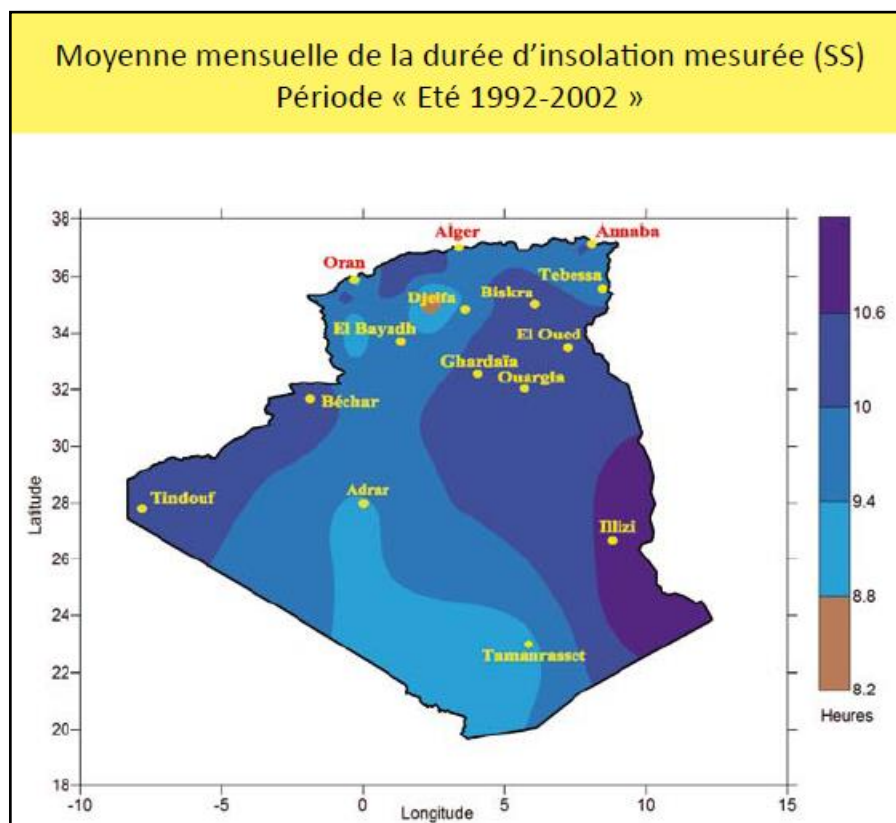 Moyenne mensuelle de la durée d'insolation mesurée (SS)
Période « Eté 1992-2002 »
38
36
34
32
30
28
26
24
22
20
18
Latitude
-10
-5
0
5
10
15
Longitude
Alger
Annaba
Oran
Tebessa
Djelfa
Biskra
El Bayadh
El Oued
Ghardaïa
Ouargla
Béchar
Tindouf
Adrar
Illizi
Tamanrasset
10.6
10
9.4
8.8
8.2
Heures